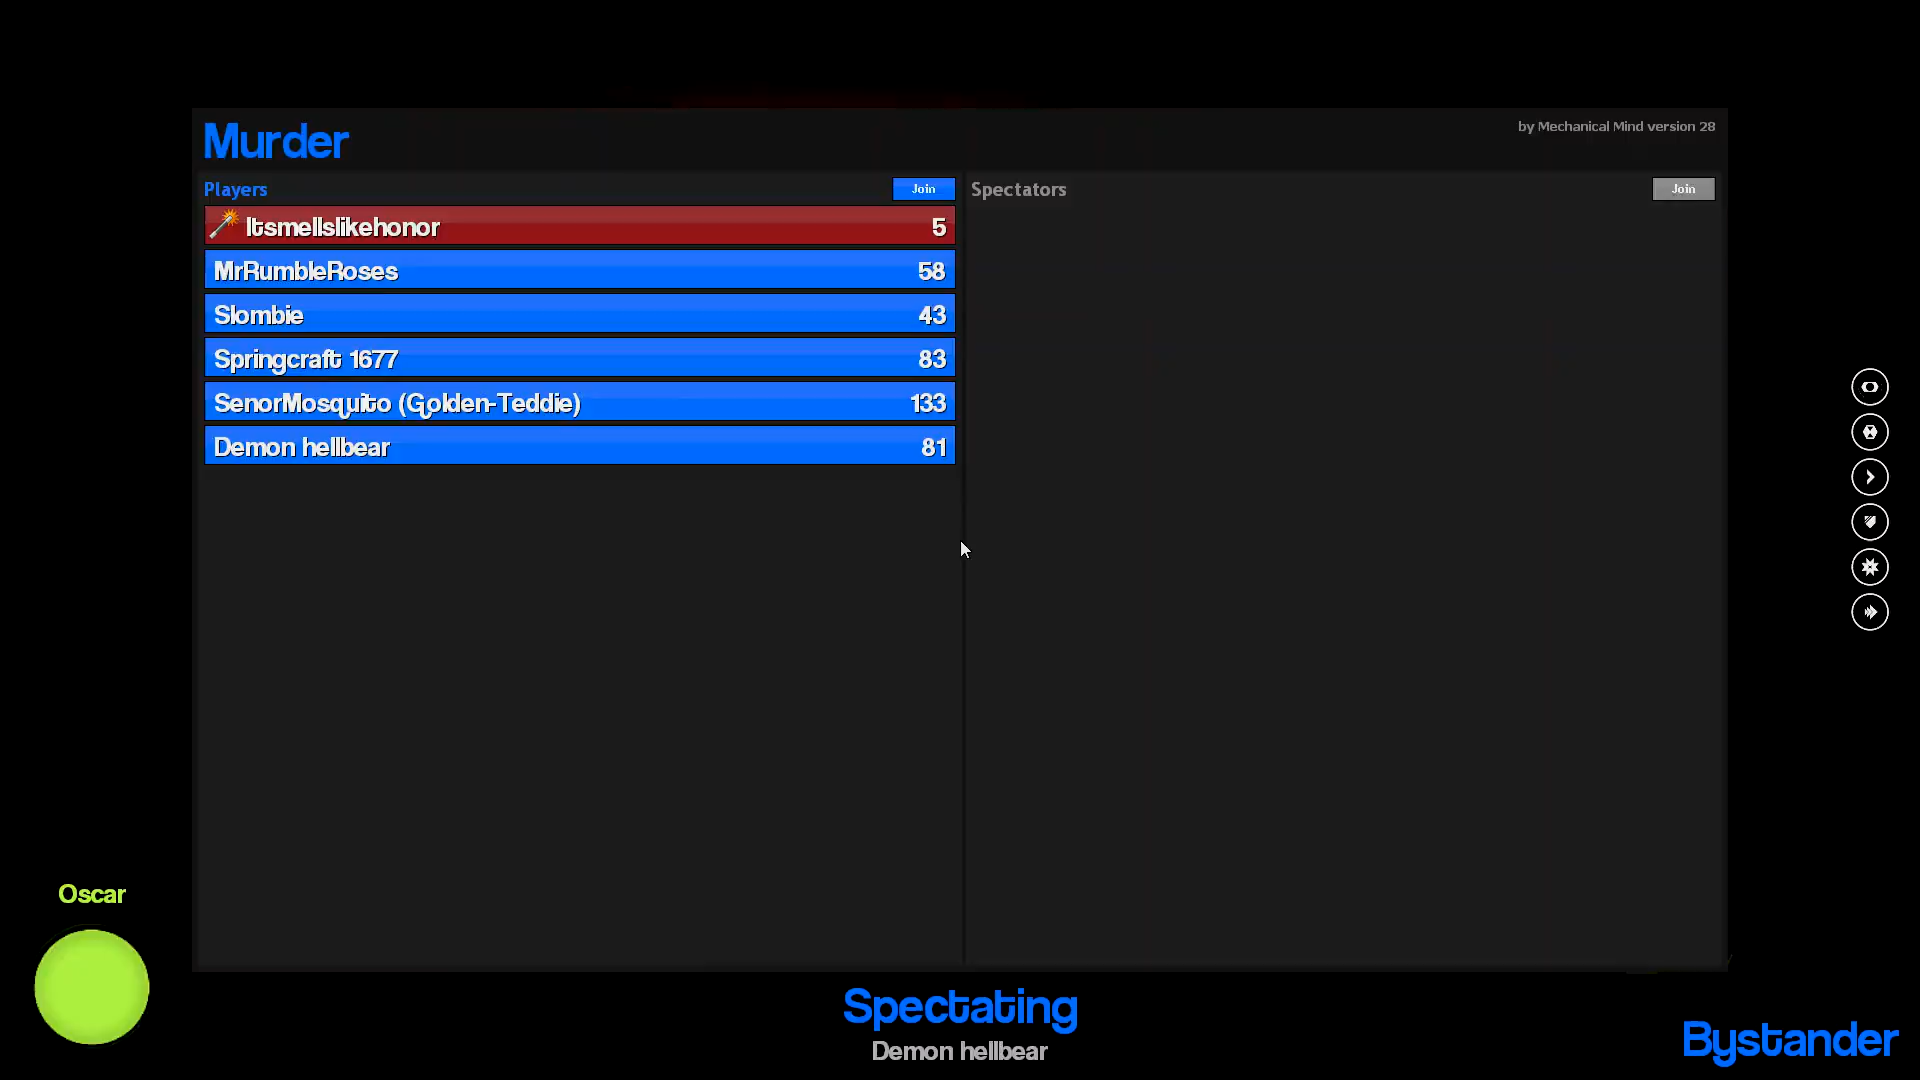 Murder
by Mechanical Mind version 28
Players
Join
Spectators
Join
Itsmellslikehonor 5
MrRumbleRoses 58
Slombie 43
Springcraft 1677 83
SenorMosquito (Golden-Teddie) 133
Demon hellbear 81
Oscar
Spectating
Demon hellbear
Bystander